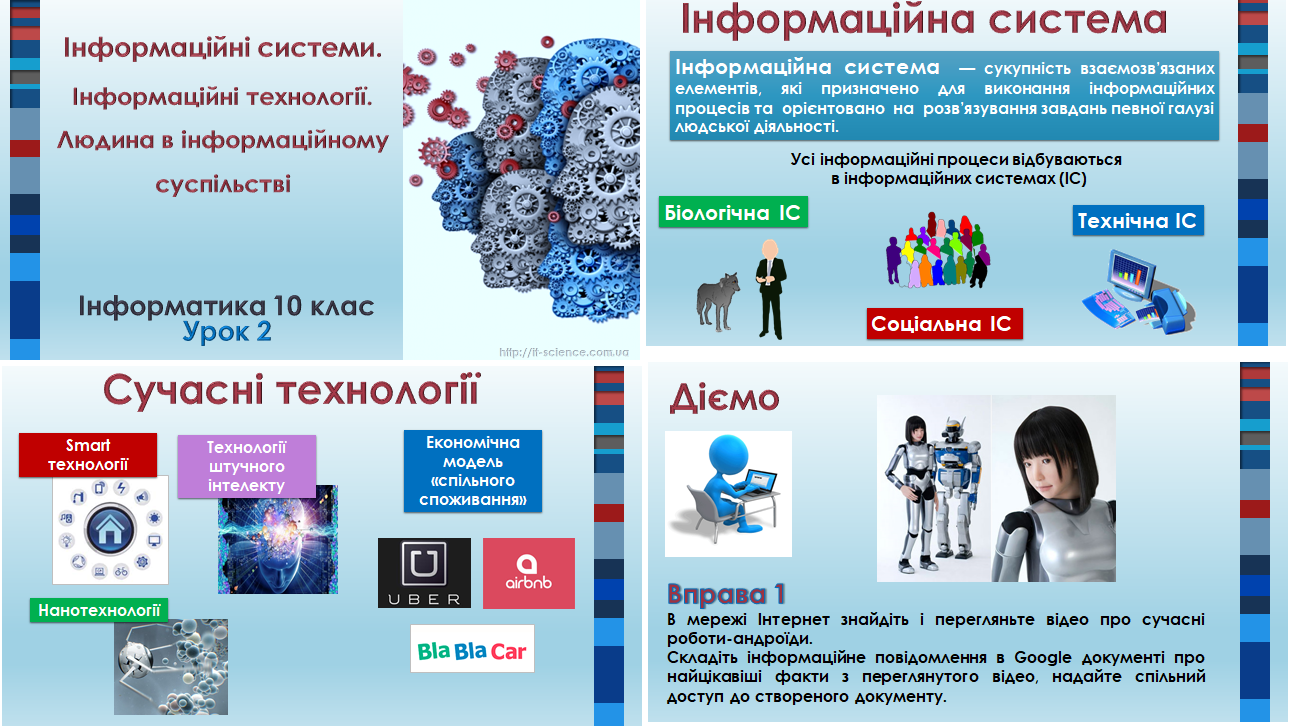 Інформаційні системи.
Інформаційні технології.
Людина в інформаційному
суспільстві
Інформатика 10 клас
Урок 2
http://it-science.com.ua
Інформаційна система
Інформаційна система — сукупність взаємозв’язаних
елементів, які призначено для виконання інформаційних
процесів та орієнтовано на розв’язування завдань певної галузі
людської діяльності.
Усі інформаційні процеси відбуваються
в інформаційних системах (ІС)
Біологічна ІС
Технічна ІС
Соціальна ІС
Сучасні технології
Smart
технології
Технології
штучного
інтелекту
Економічна
модель
«спільного
споживання»
UBER
airbnb
Нанотехнології
Bla Bla Car
Діємо
Вправа 1
В мережі Інтернет знайдіть і перегляньте відео про сучасні
роботи-андроїди.
Складіть інформаційне повідомлення в Google документі про
найцікавіші факти з переглянутого відео, надайте спільний
доступ до створеного документу.